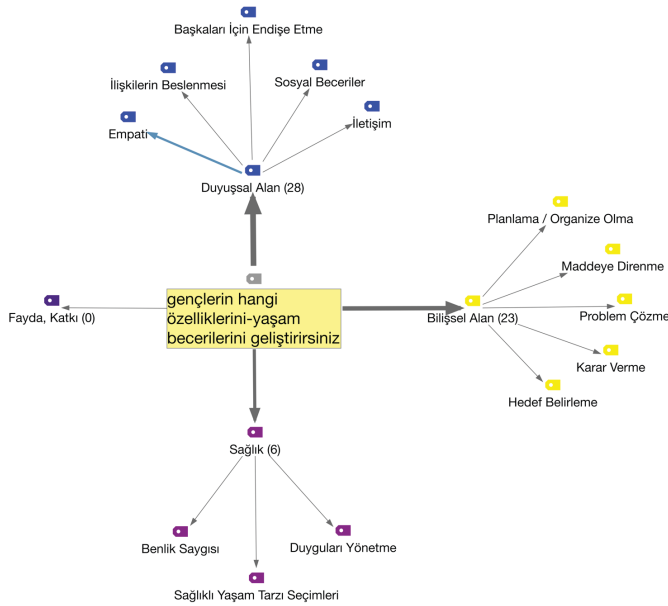 Başkaları İçin Endişe Etme
İlişkilerin Beslenmesi
Sosyal Beceriler
Empati
İletişim
Duyuşsal Alan (28)
Planlama / Organize Olma
Maddeye Direnme
gençlerin hangi
özelliklerini-yaşam
becerilerini geliştirirsiniz
Fayda, Katkı (0)
Bilişsel Alan (23)
Problem Çözme
Karar Verme
Hedef Belirleme
Sağlık (6)
Benlik Saygısı
Duyguları Yönetme
Sağlıklı Yaşam Tarzı Seçimleri